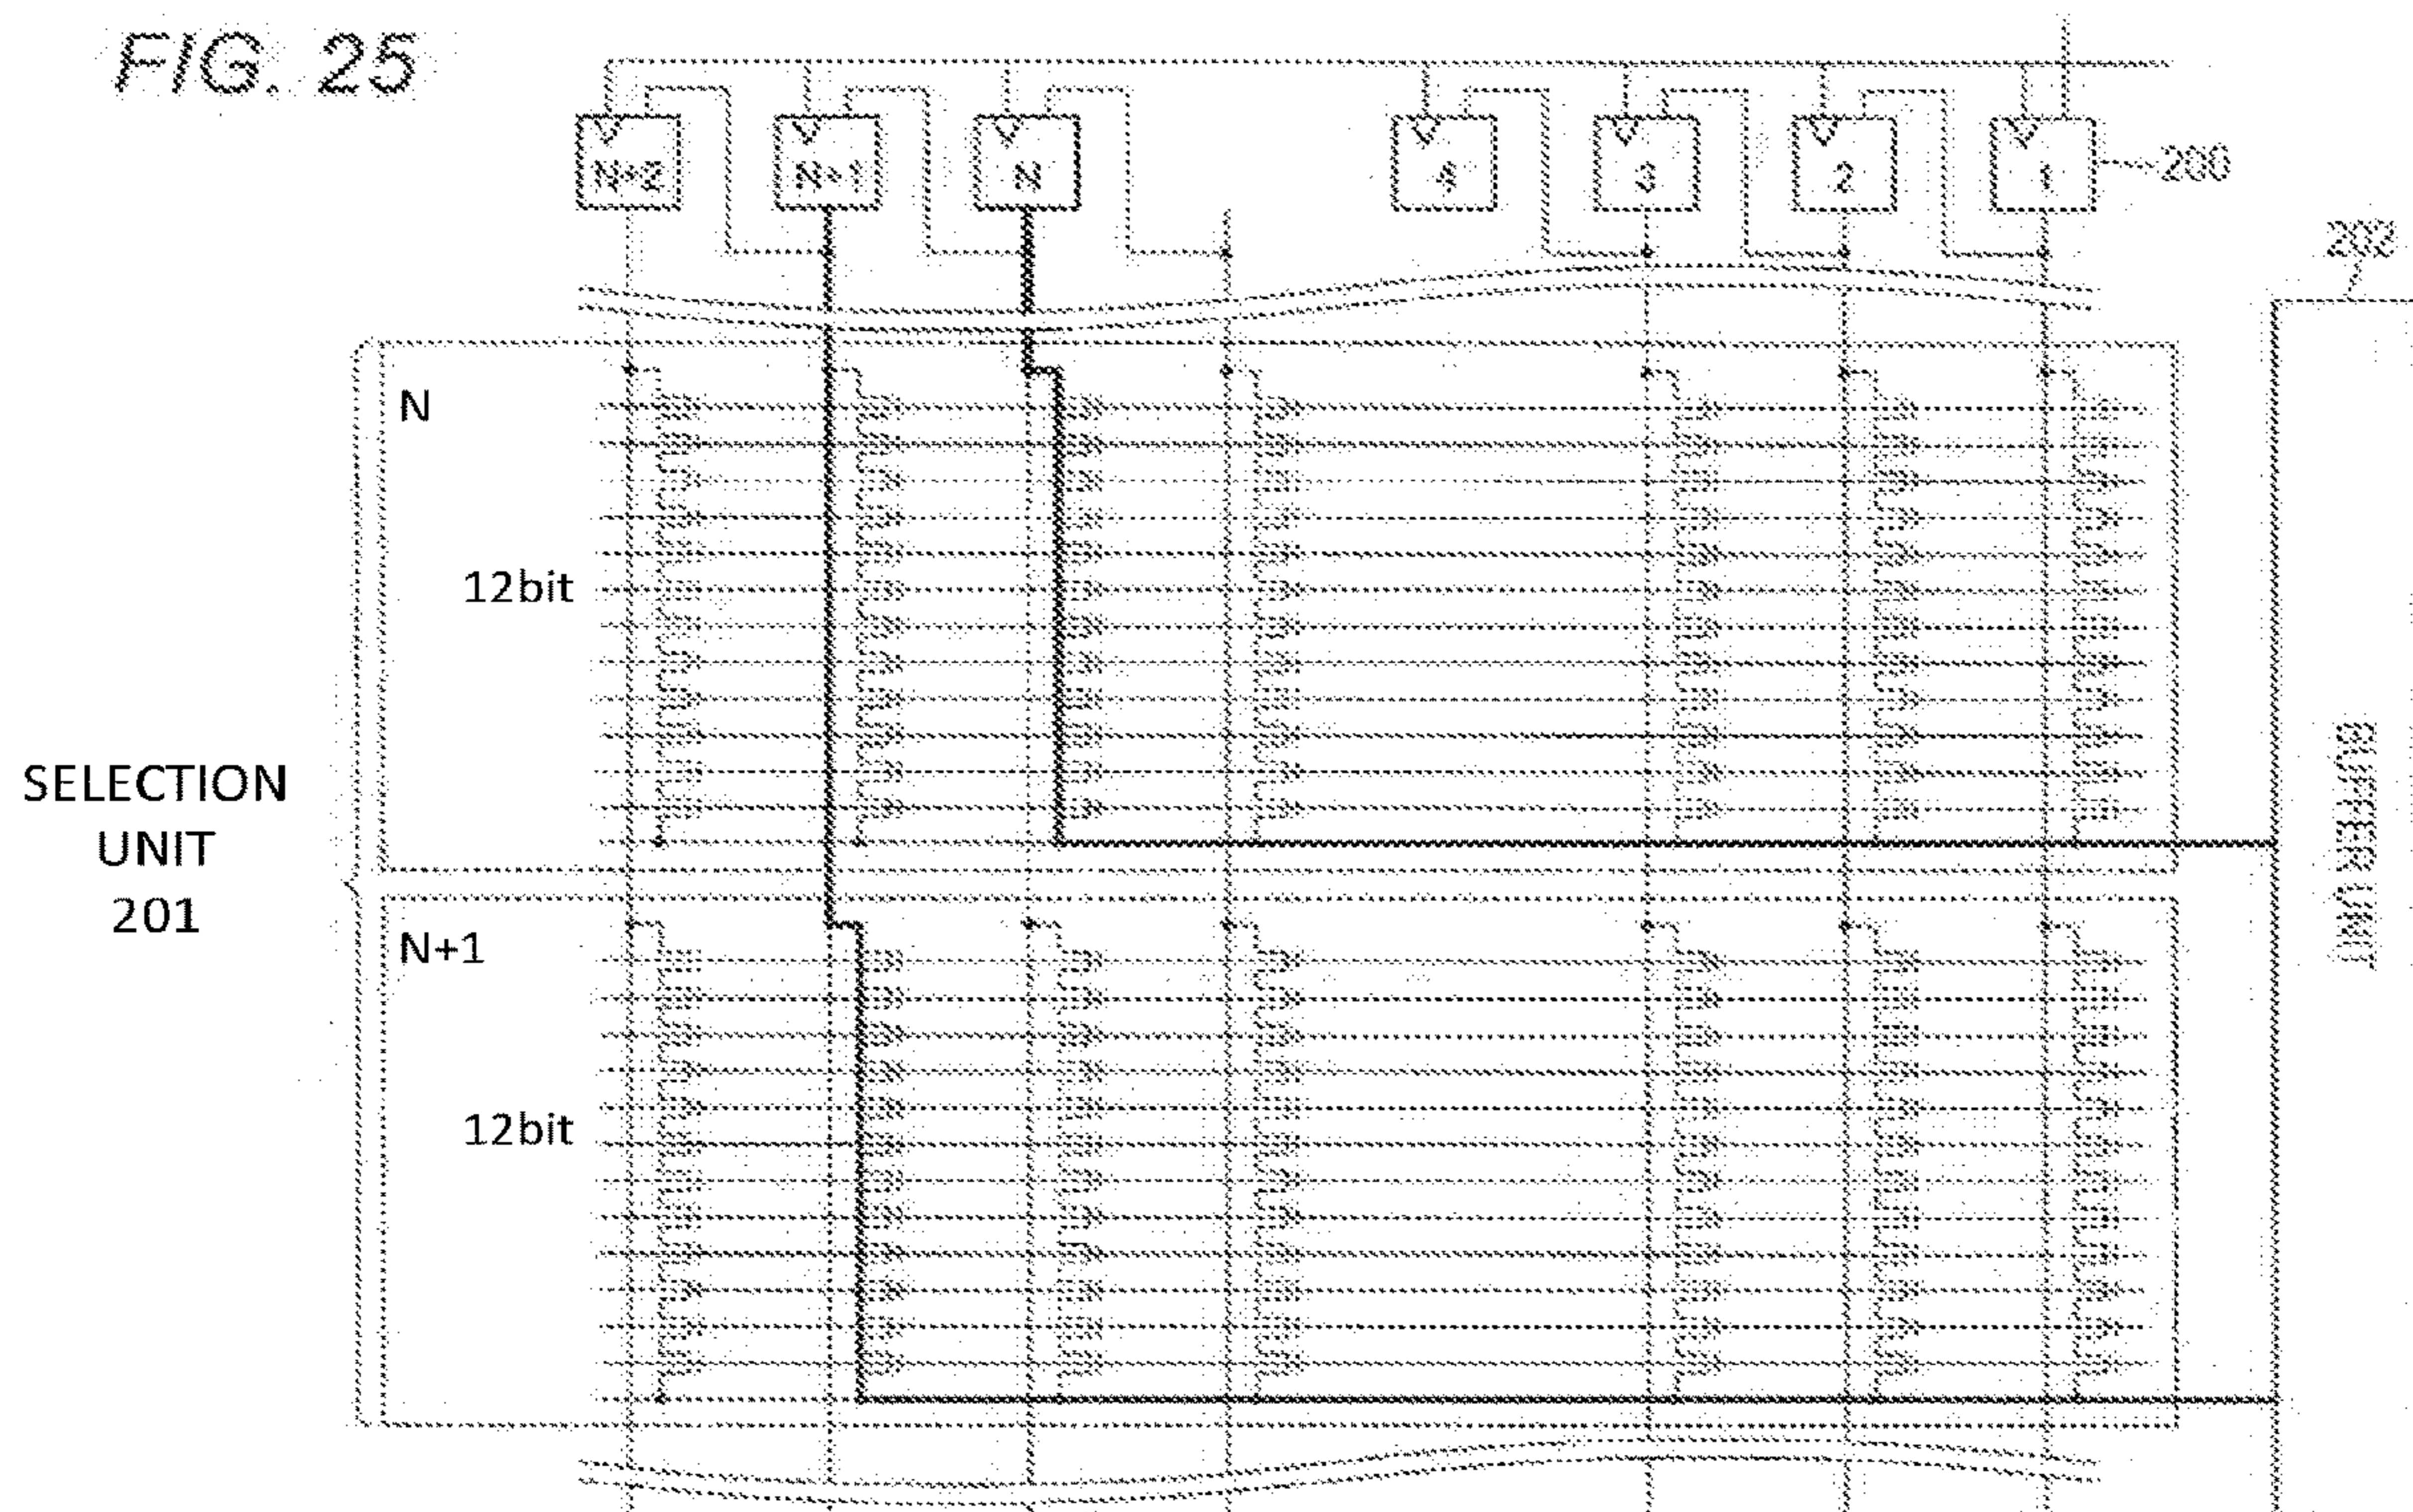 FIG. 25
N+2 N+1 N 4 3 2 1 200
202
N
12bit
SELECTION
UNIT
201
BUFFER UNIT
N+1
12bit